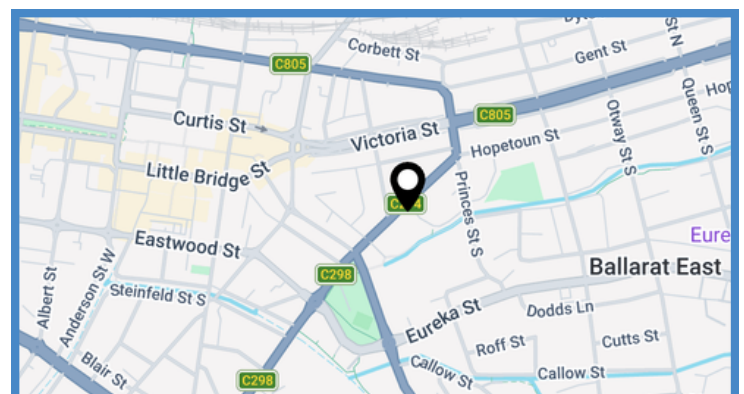 Corbett St
St N
Gent St
C805
Queen St S
Otway St S
C805
Curtis St
Victoria St
Hopetoun St
Little Bridge St
Princes St S
Eure
Eastwood St
Ballarat East
C298
Albert St
Anderson St W
Steinfeld St S
Eureka St
Dodds Ln
Roff St
Cutts St
Blair St
Callow St
Callow St
C298